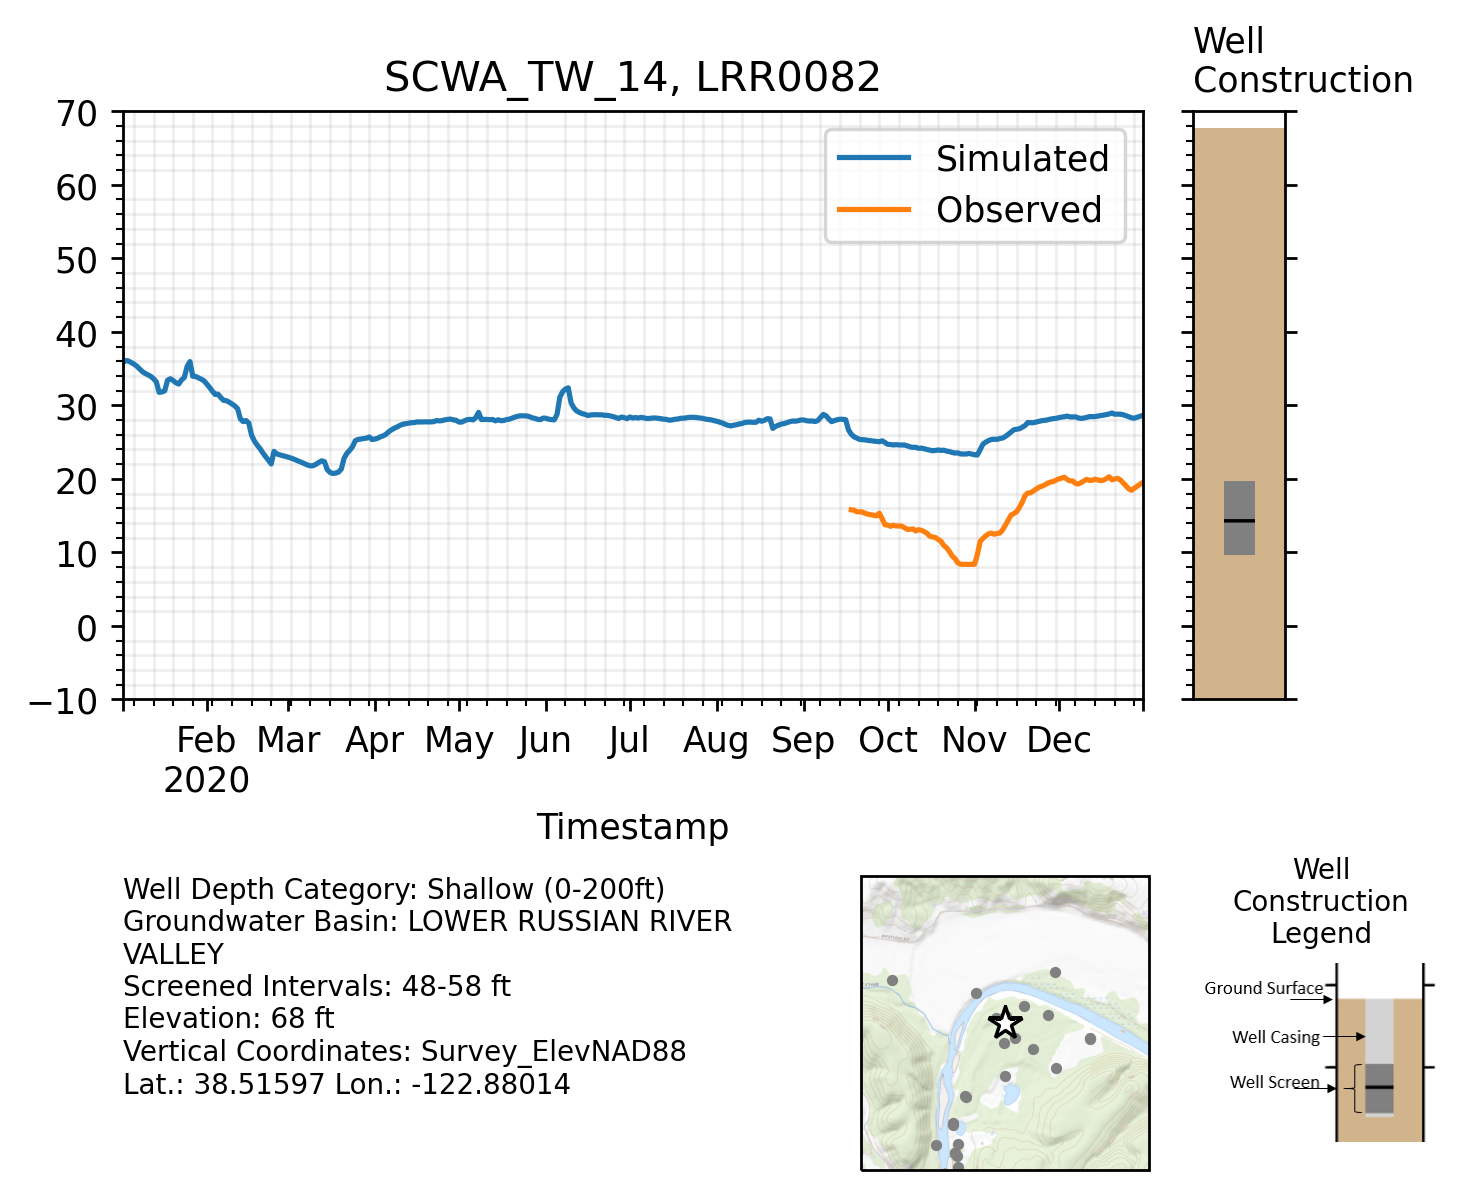 Well
Construction
SCWA_TW_14, LRR0082
Simulated
Observed
70
60
50
40
30
20
10
0
−10
Feb Mar Apr May Jun Jul Aug Sep Oct Nov Dec
2020
Timestamp
Well Depth Category: Shallow (0-200ft)
Groundwater Basin: LOWER RUSSIAN RIVER
VALLEY
Screened Intervals: 48-58 ft
Elevation: 68 ft
Vertical Coordinates: Survey_ElevNAD88
Lat.: 38.51597 Lon.: -122.88014
Well
Construction
Legend
Ground Surface
Well Casing
Well Screen